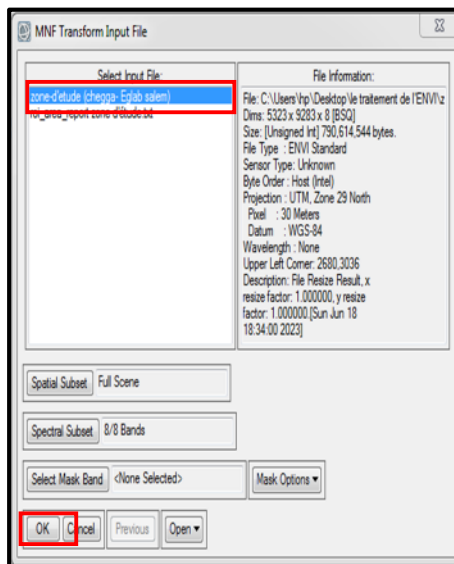 MNF Transform Input File
Select Input File:
zone-d'etude (chegga- Eglab salem)
roi_area_report zone d'étude.txt
File Information:
File: C:\Users\hp\Desktop\le traitement de l'ENVI\z
Dims: 5323 x 9283 x 8 [BSQ]
Size: [Unsigned Int] 790,614,544 bytes.
File Type : ENVI Standard
Sensor Type: Unknown
Byte Order : Host (Intel)
Projection : UTM, Zone 29 North
Pixel : 30 Meters
Datum : WGS-84
Wavelength : None
Upper Left Corner: 2680,3036
Description: File Resize Result, x
resize factor: 1.000000, y resize
factor: 1.000000.[Sun Jun 18
18:34:00 2023]
Spatial Subset Full Scene
Spectral Subset 8/8 Bands
Select Mask Band <None Selected> Mask Options
OK Cancel Previous Open